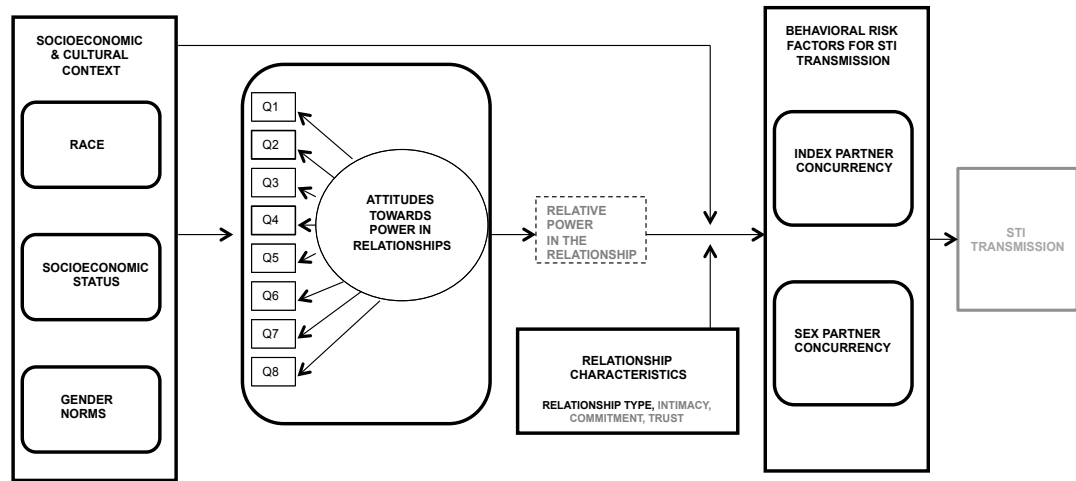 SOCIOECONOMIC
& CULTURAL
CONTEXT
RACE
SOCIOECONOMIC
STATUS
GENDER
NORMS
Q1
Q2
Q3
Q4
Q5
Q6
Q7
Q8
ATTITUDES
TOWARDS
POWER IN
RELATIONSHIPS
RELATIVE
POWER
IN THE
RELATIONSHIP
RELATIONSHIP
CHARACTERISTICS
RELATIONSHIP TYPE, INTIMACY,
COMMITMENT, TRUST
BEHAVIORAL RISK
FACTORS FOR STI
TRANSMISSION
INDEX PARTNER
CONCURRENCY
SEX PARTNER
CONCURRENCY
STI
TRANSMISSION